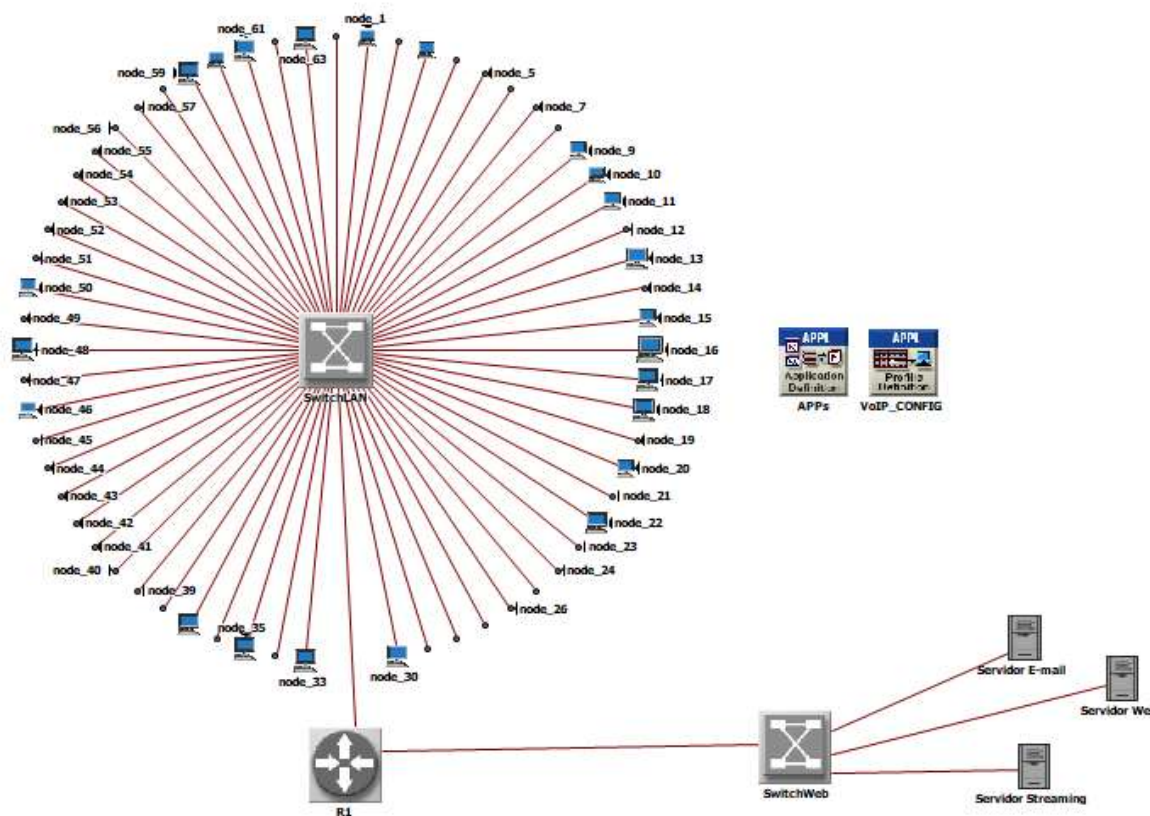 node_61
node_1
node_63
node_59
node_5
node_57
node_7
node_56
node_55
node_9
node_54
node_10
node_53
node_11
node_52
node_12
node_51
node_13
node_50
node_14
node_49
node_15
node_48
node_16
node_47
node_17
node_46
node_18
node_45
node_19
node_44
node_20
node_43
node_21
node_42
node_22
node_41
node_23
node_40
node_24
node_39
node_26
node_35
node_33
node_30
SwitchLAN
APPL
Application
Definition
APPs
APPL
Profile
Definition
VoIP_CONFIG
R1
SwitchWeb
Servidor E-mail
Servidor We
Servidor Streaming